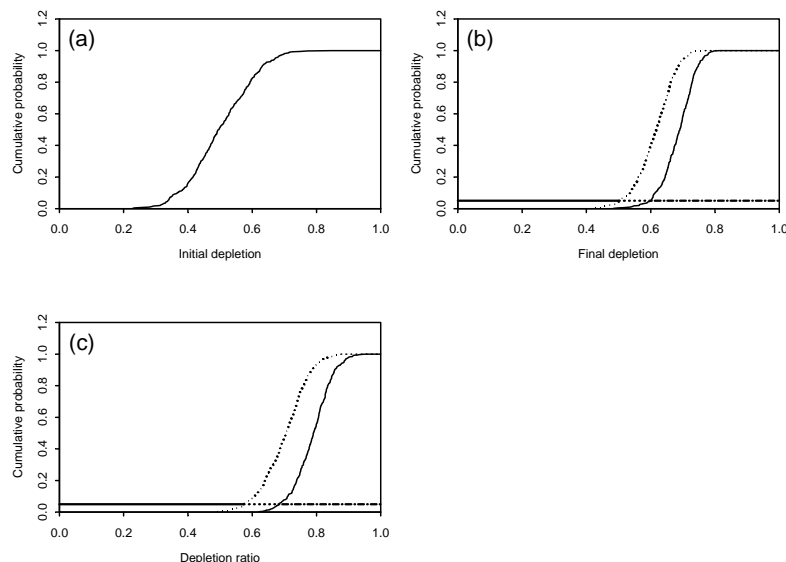 (a)
Cumulative probability
0.0 0.2 0.4 0.6 0.8 1.0 1.2
0.0 0.2 0.4 0.6 0.8 1.0
Initial depletion
(b)
Cumulative probability
0.0 0.2 0.4 0.6 0.8 1.0 1.2
0.0 0.2 0.4 0.6 0.8 1.0
Final depletion
(c)
Cumulative probability
0.0 0.2 0.4 0.6 0.8 1.0 1.2
0.0 0.2 0.4 0.6 0.8 1.0
Depletion ratio